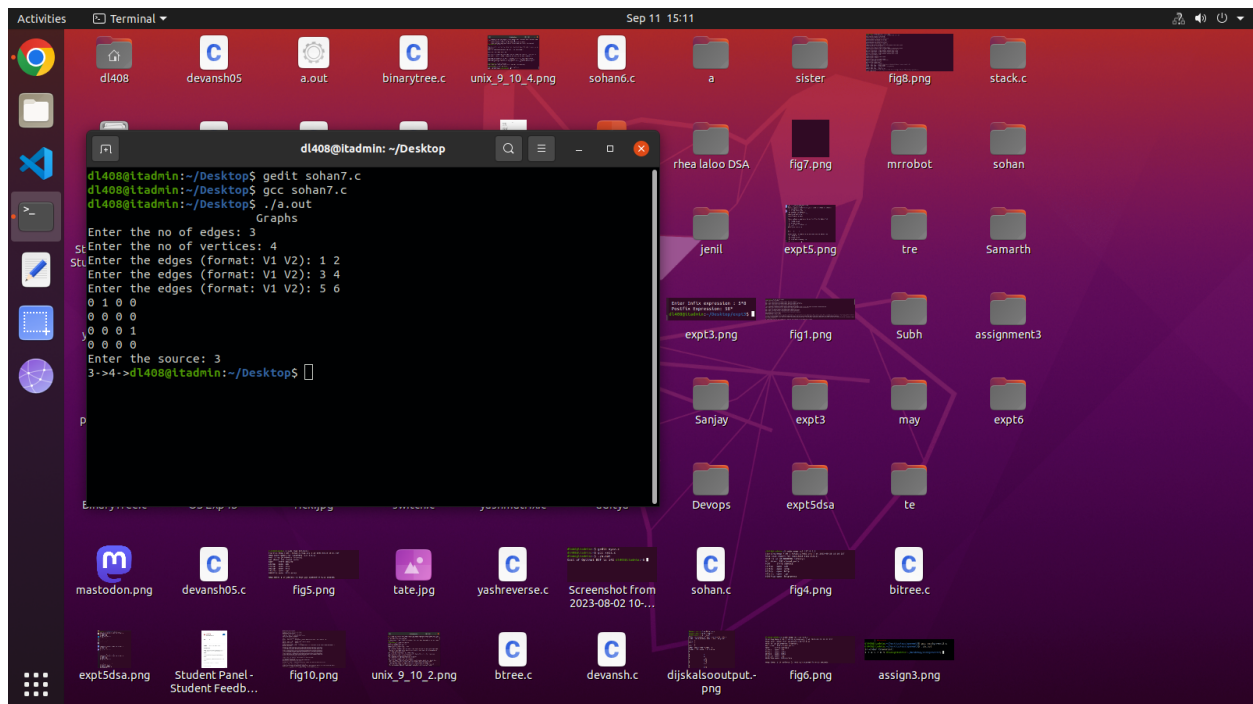 Activities
Terminal
Sep 11 15:11
dl408
devansh05
a.out
binarytree.c
unix_9_10_4.png
sohan6.c
a
sister
fig8.png
stack.c
dl408@itadmin: ~/Desktop
dl408@itadmin:~/Desktop$ gedit sohan7.c
dl408@itadmin:~/Desktop$ gcc sohan7.c
dl408@itadmin:~/Desktop$ ./a.out
Graphs
Enter the no of edges: 3
Enter the no of vertices: 4
Enter the edges (format: V1 V2): 1 2
Enter the edges (format: V1 V2): 3 4
Enter the edges (format: V1 V2): 5 6
0 1 0 0
0 0 0 0
0 0 0 1
0 0 0 0
Enter the source: 3
3->4->dl408@itadmin:~/Desktop$
rhea laloo DSA
fig7.png
mrrobot
sohan
jenil
expt5.png
tre
Samarth
Enter Infix expression : 5*8
expt3.png
fig1.png
Subh
assignment3
Sanjay
expt3
may
expt6
Devops
expt5dsa
te
mastodon.png
devansh05.c
fig5.png
tate.jpg
yashreverse.c
Screenshot from
2023-08-02 10-...
sohan.c
fig4.png
bitree.c
expt5dsa.png
Student Panel -
Student Feedb...
fig10.png
unix_9_10_2.png
btree.c
devansh.c
dijskalsooutput.-
png
fig6.png
assign3.png